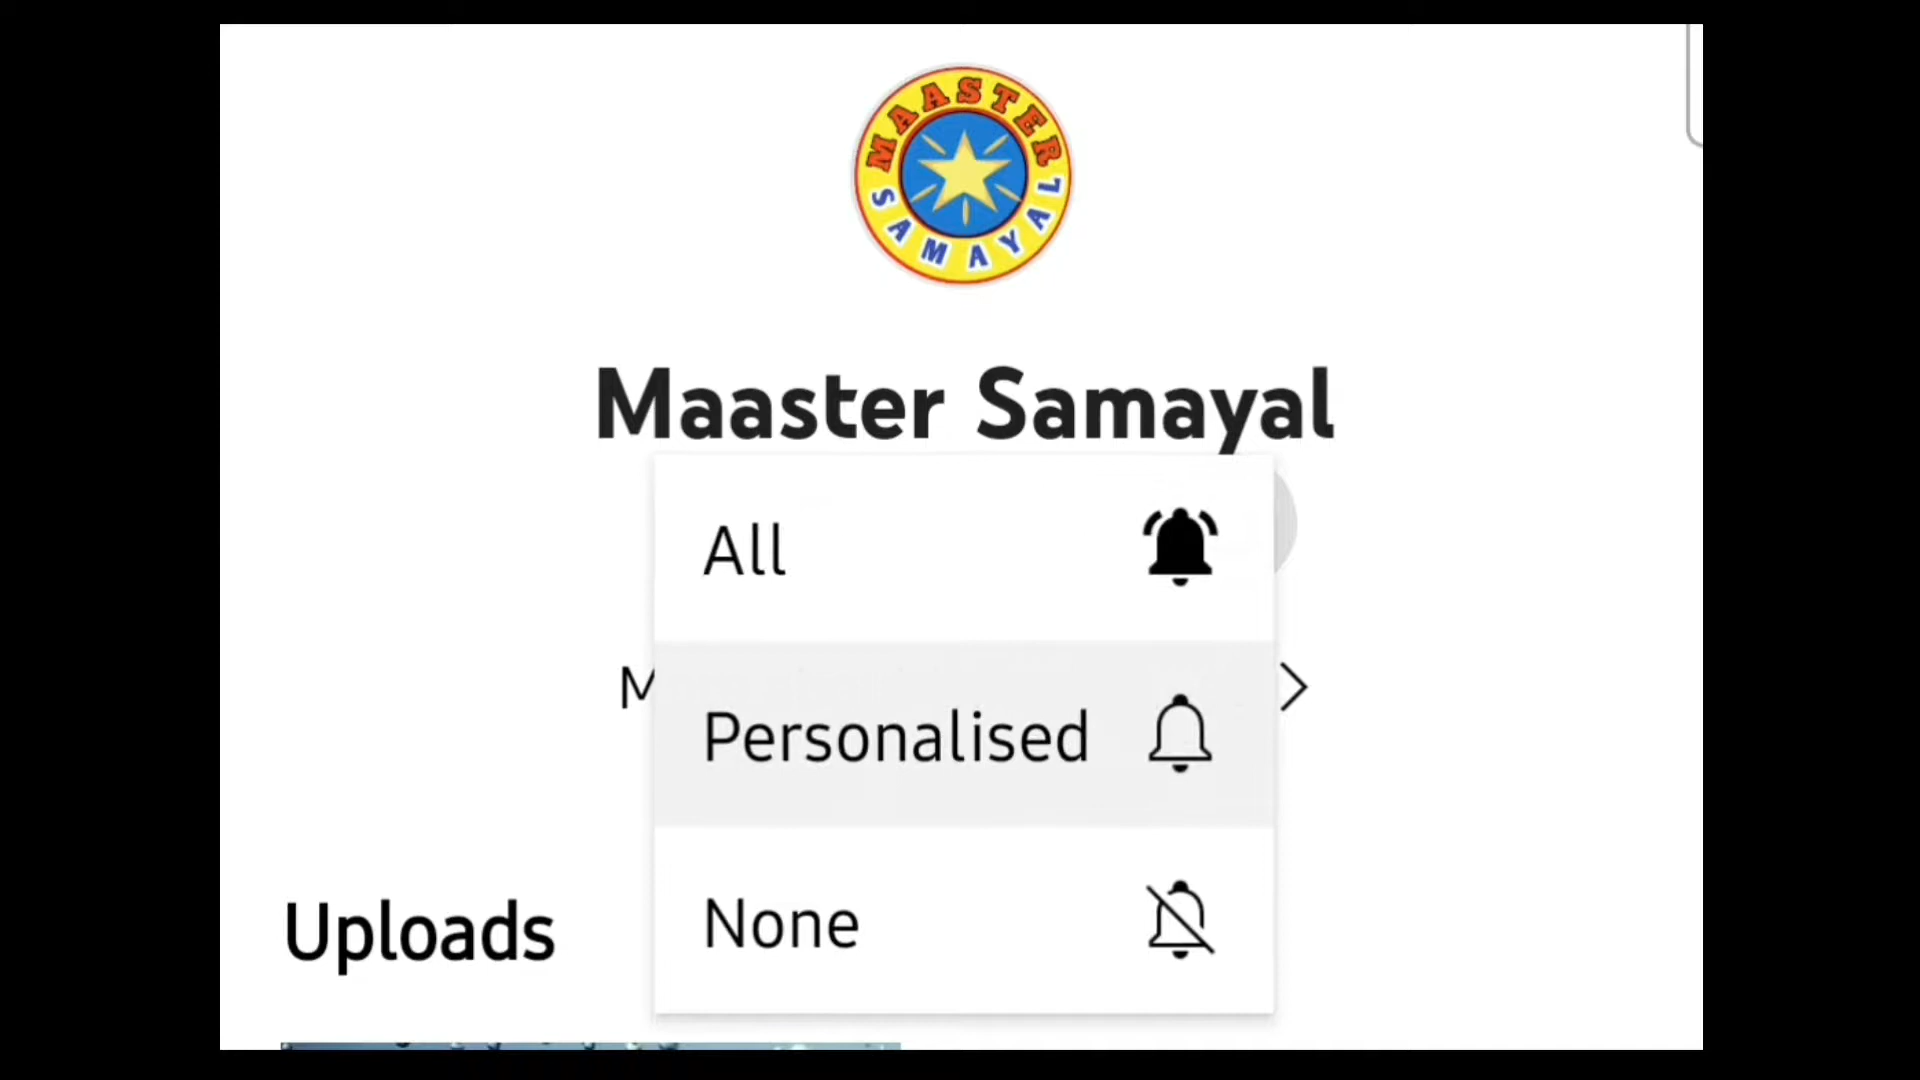 MAASTER
SAMAYAL
Maaster Samayal
All
Personalised
None
Uploads